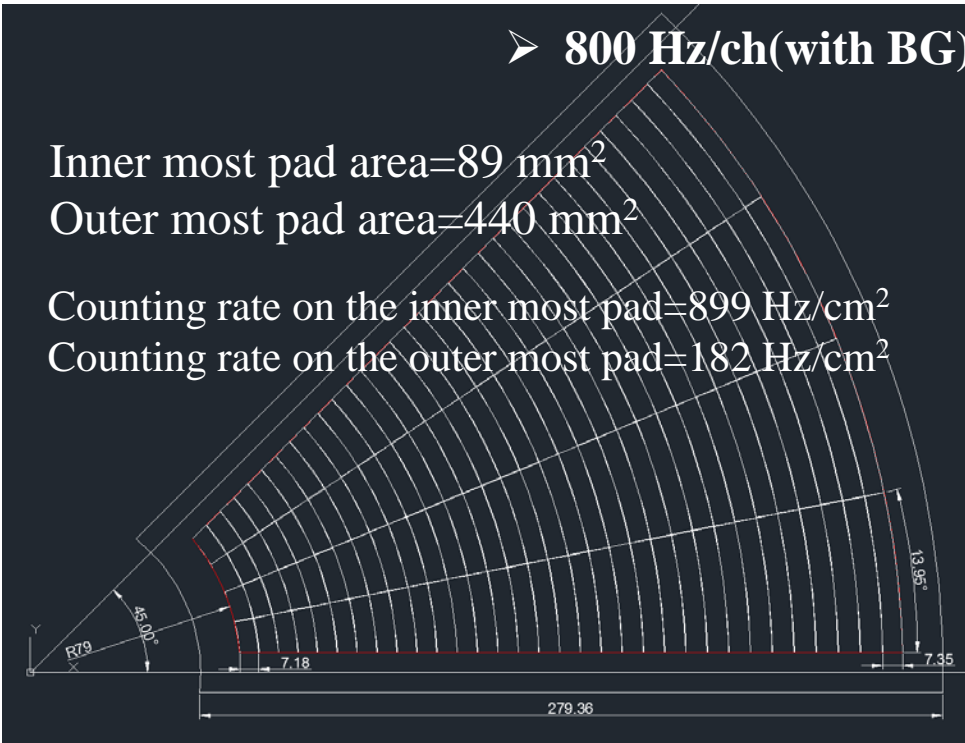 ➢ 800 Hz/ch(with BG)
Inner most pad area=89 mm²
Outer most pad area=440 mm²
Counting rate on the inner most pad=899 Hz/cm²
Counting rate on the outer most pad=182 Hz/cm²
13.95°
45.00°
Y
R79
X
7.18
7.35
279.36